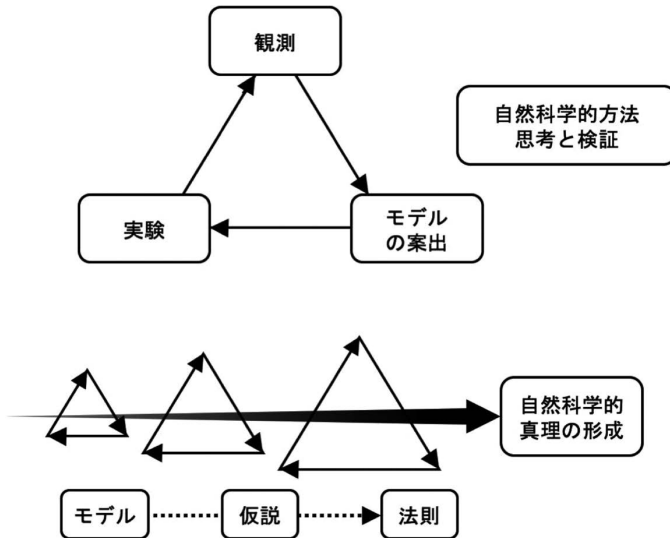 観測
自然科学的方法
思考と検証
実験
モデル
の案出
自然科学的
真理の形成
モデル
仮説
法則